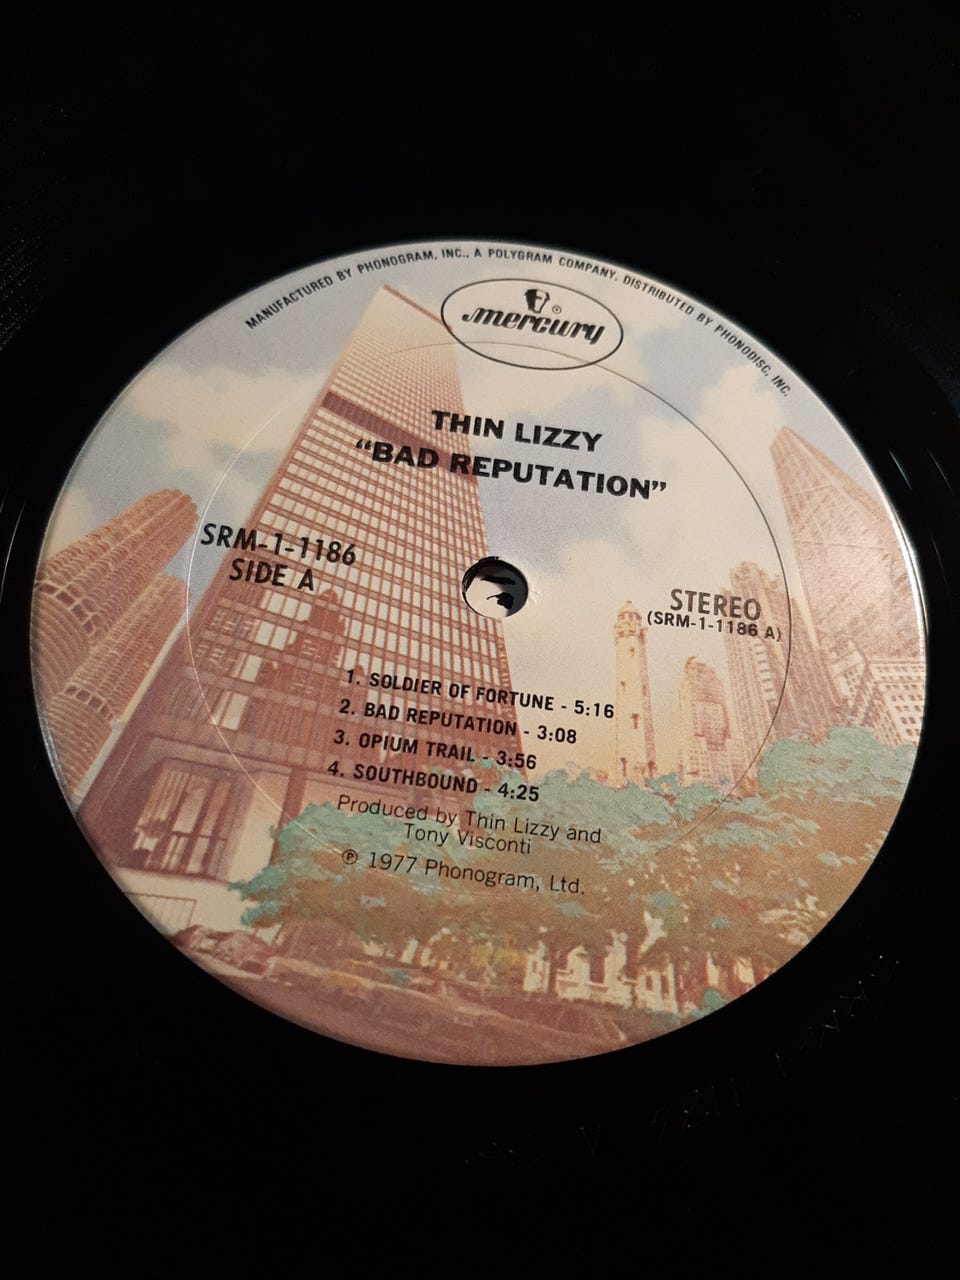 MANUFACTURED BY PHONOGRAM, INC., A POLYGRAM COMPANY. DISTRIBUTED BY PHONODISC, INC.
mercury ®
THIN LIZZY
“BAD REPUTATION”
SRM-1-1186
SIDE A
STEREO
(SRM-1-1186 A)
1. SOLDIER OF FORTUNE - 5:16
2. BAD REPUTATION - 3:08
3. OPIUM TRAIL - 3:56
4. SOUTHBOUND - 4:25
Produced by Thin Lizzy and
Tony Visconti
℗ 1977 Phonogram, Ltd.